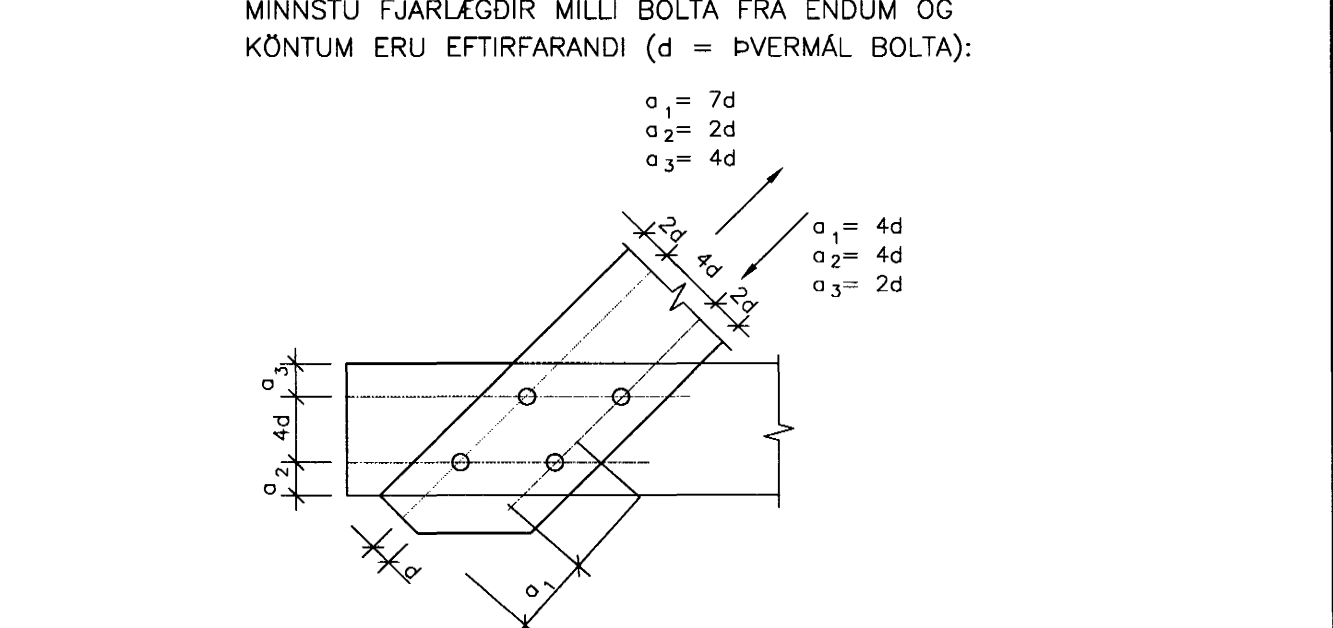 MINNSTU FJARLÆGÐIR MILLI BOLTA FRA ENDUM OG
KÖNTUM ERU EFTIRFARANDI (d = ÞVERMÁL BOLTA):
a1= 7d
a2= 2d
a3= 4d
a1= 4d
a2= 4d
a3= 2d
2d
4d
2d
a3
4d
a2
d
a1